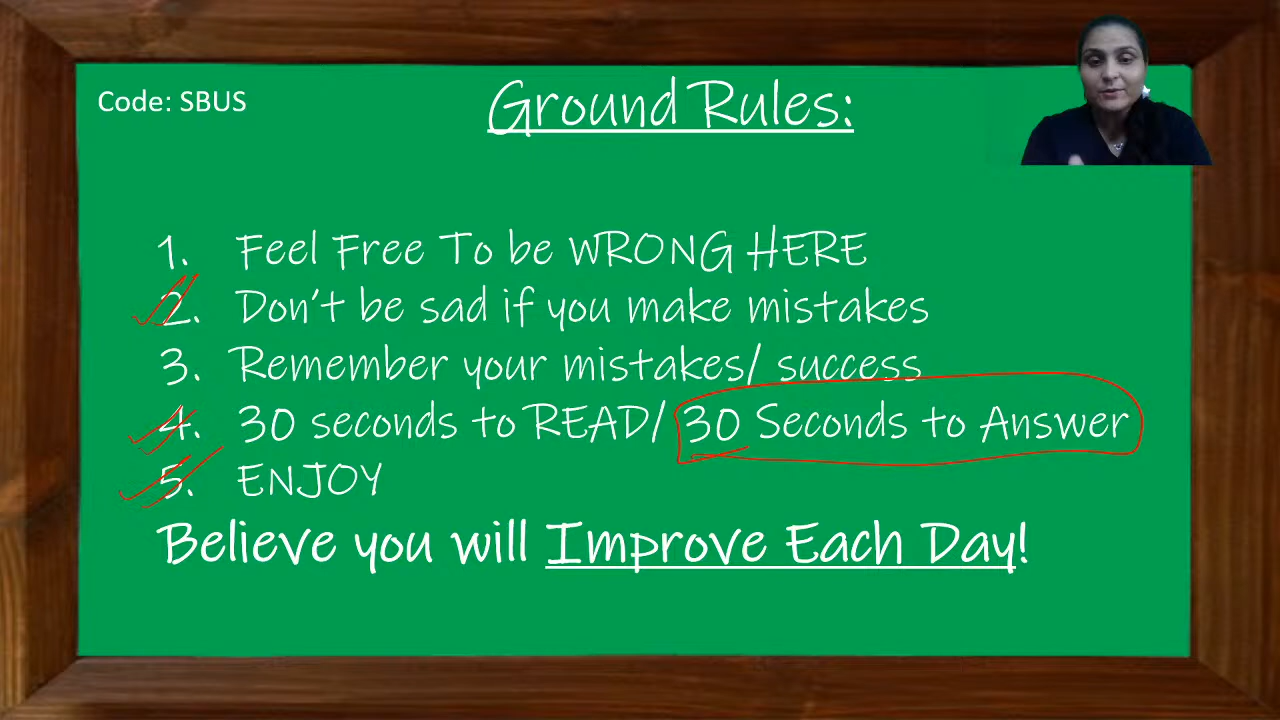 Code: SBUS
Ground Rules:
1. Feel Free To be WRONG HERE
2. Don't be sad if you make mistakes
3. Remember your mistakes/ success
4. 30 seconds to READ/ 30 Seconds to Answer
5. ENJOY
Believe you will Improve Each Day!